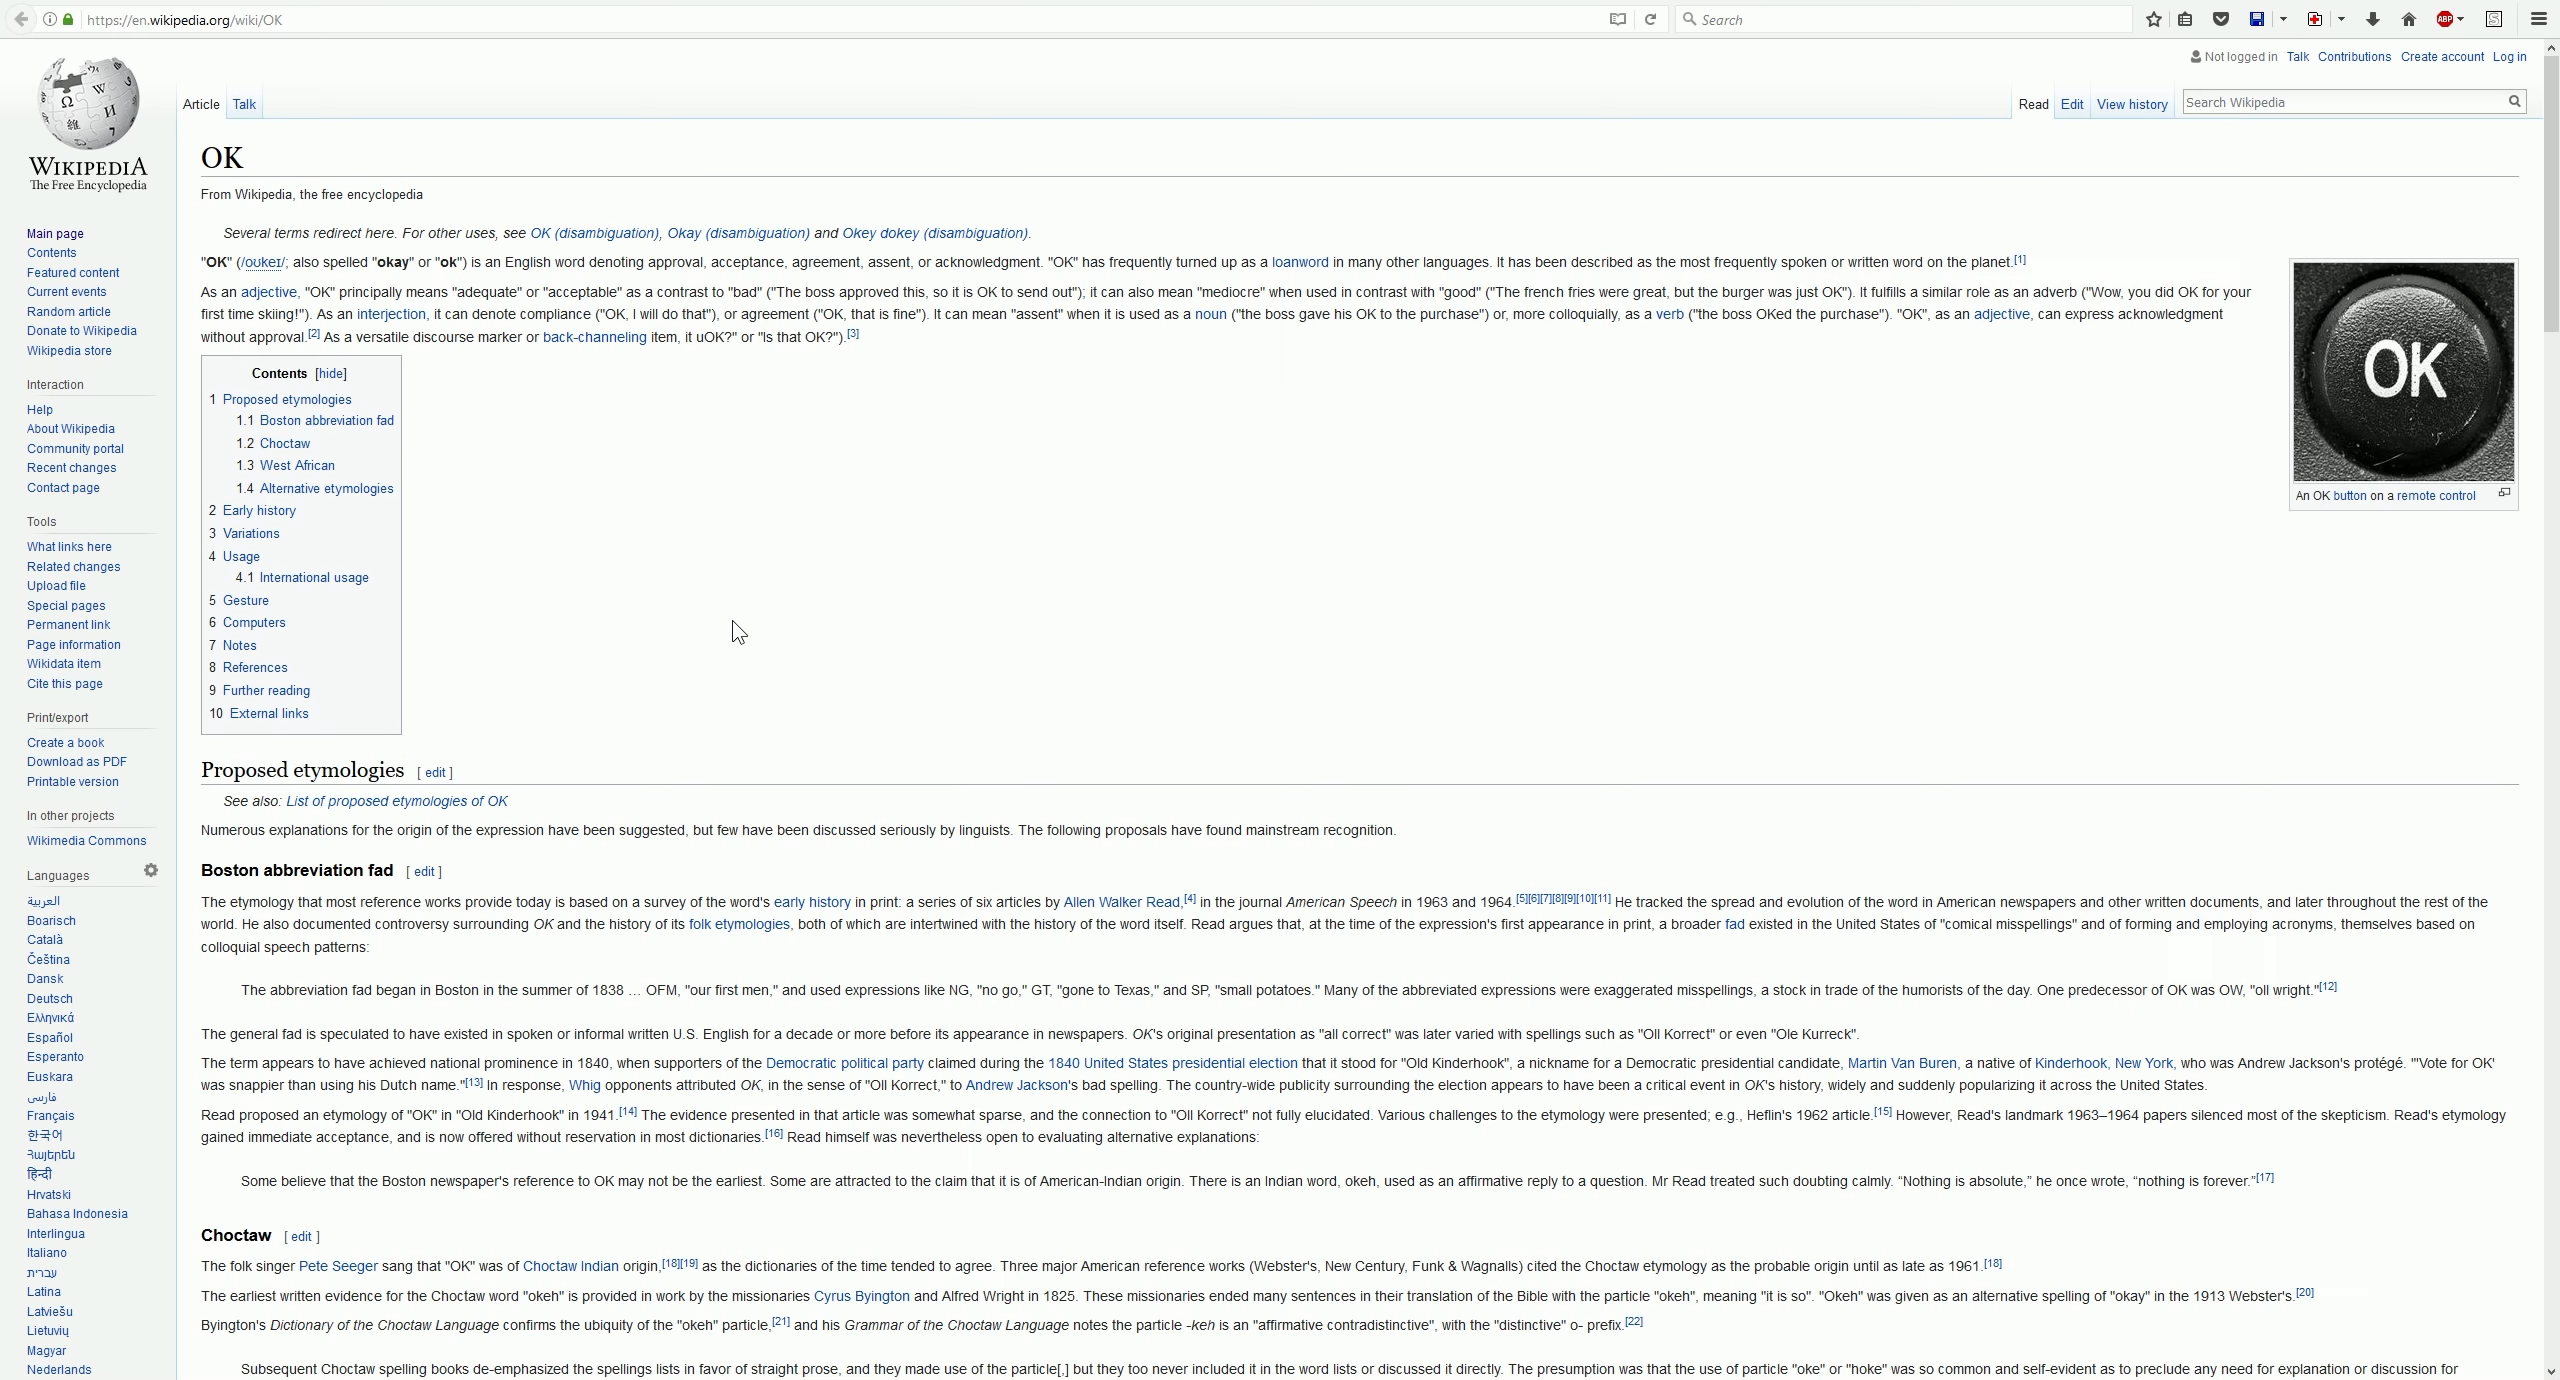 https://en.wikipedia.org/wiki/OK
Search
Not logged in Talk Contributions Create account Log in
Article Talk
Read Edit View history Search Wikipedia
WIKIPEDIA
The Free Encyclopedia
Main page
Contents
Featured content
Current events
Random article
Donate to Wikipedia
Wikipedia store
Interaction
Help
About Wikipedia
Community portal
Recent changes
Contact page
Tools
What links here
Related changes
Upload file
Special pages
Permanent link
Page information
Wikidata item
Cite this page
Print/export
Create a book
Download as PDF
Printable version
In other projects
Wikimedia Commons
Languages
العربية
Boarisch
Català
Čeština
Dansk
Deutsch
Ελληνικά
Español
Esperanto
Euskara
فارسی
Français
한국어
Հայերեն
हिन्दी
Hrvatski
Bahasa Indonesia
Interlingua
Italiano
עברית
Latina
Latviešu
Lietuvių
Magyar
Nederlands
OK
From Wikipedia, the free encyclopedia
Several terms redirect here. For other uses, see OK (disambiguation), Okay (disambiguation) and Okey dokey (disambiguation).
"OK" (/oʊkeɪ/; also spelled "okay" or "ok") is an English word denoting approval, acceptance, agreement, assent, or acknowledgment. "OK" has frequently turned up as a loanword in many other languages. It has been described as the most frequently spoken or written word on the planet.[1]
As an adjective, "OK" principally means "adequate" or "acceptable" as a contrast to "bad" ("The boss approved this, so it is OK to send out"); it can also mean "mediocre" when used in contrast with "good" ("The french fries were great, but the burger was just OK"). It fulfills a similar role as an adverb ("Wow, you did OK for your
first time skiing!"). As an interjection, it can denote compliance ("OK, I will do that"), or agreement ("OK, that is fine"). It can mean "assent" when it is used as a noun ("the boss gave his OK to the purchase") or, more colloquially, as a verb ("the boss OKed the purchase"). "OK", as an adjective, can express acknowledgment
without approval.[2] As a versatile discourse marker or back-channeling item, it uOK?" or "Is that OK?").[3]
OK
An OK button on a remote control
Contents [hide]
1 Proposed etymologies
1.1 Boston abbreviation fad
1.2 Choctaw
1.3 West African
1.4 Alternative etymologies
2 Early history
3 Variations
4 Usage
4.1 International usage
5 Gesture
6 Computers
7 Notes
8 References
9 Further reading
10 External links
Proposed etymologies [ edit ]
See also: List of proposed etymologies of OK
Numerous explanations for the origin of the expression have been suggested, but few have been discussed seriously by linguists. The following proposals have found mainstream recognition.
Boston abbreviation fad [ edit ]
The etymology that most reference works provide today is based on a survey of the word's early history in print: a series of six articles by Allen Walker Read,[4] in the journal American Speech in 1963 and 1964.[5][6][7][8][9][10][11] He tracked the spread and evolution of the word in American newspapers and other written documents, and later throughout the rest of the
world. He also documented controversy surrounding OK and the history of its folk etymologies, both of which are intertwined with the history of the word itself. Read argues that, at the time of the expression's first appearance in print, a broader fad existed in the United States of "comical misspellings" and of forming and employing acronyms, themselves based on
colloquial speech patterns:
The abbreviation fad began in Boston in the summer of 1838 … OFM, "our first men," and used expressions like NG, "no go," GT, "gone to Texas," and SP, "small potatoes." Many of the abbreviated expressions were exaggerated misspellings, a stock in trade of the humorists of the day. One predecessor of OK was OW, "oll wright."[12]
The general fad is speculated to have existed in spoken or informal written U.S. English for a decade or more before its appearance in newspapers. OK's original presentation as "all correct" was later varied with spellings such as "Oll Korrect" or even "Ole Kurreck".
The term appears to have achieved national prominence in 1840, when supporters of the Democratic political party claimed during the 1840 United States presidential election that it stood for "Old Kinderhook", a nickname for a Democratic presidential candidate, Martin Van Buren, a native of Kinderhook, New York, who was Andrew Jackson's protégé. "'Vote for OK'
was snappier than using his Dutch name."[13] In response, Whig opponents attributed OK, in the sense of "Oll Korrect," to Andrew Jackson's bad spelling. The country-wide publicity surrounding the election appears to have been a critical event in OK's history, widely and suddenly popularizing it across the United States.
Read proposed an etymology of "OK" in "Old Kinderhook" in 1941.[14] The evidence presented in that article was somewhat sparse, and the connection to "Oll Korrect" not fully elucidated. Various challenges to the etymology were presented; e.g., Heflin's 1962 article.[15] However, Read's landmark 1963–1964 papers silenced most of the skepticism. Read's etymology
gained immediate acceptance, and is now offered without reservation in most dictionaries.[16] Read himself was nevertheless open to evaluating alternative explanations:
Some believe that the Boston newspaper's reference to OK may not be the earliest. Some are attracted to the claim that it is of American-Indian origin. There is an Indian word, okeh, used as an affirmative reply to a question. Mr Read treated such doubting calmly. “Nothing is absolute,” he once wrote, “nothing is forever.”[17]
Choctaw [ edit ]
The folk singer Pete Seeger sang that "OK" was of Choctaw Indian origin,[18][19] as the dictionaries of the time tended to agree. Three major American reference works (Webster's, New Century, Funk & Wagnalls) cited the Choctaw etymology as the probable origin until as late as 1961.[18]
The earliest written evidence for the Choctaw word "okeh" is provided in work by the missionaries Cyrus Byington and Alfred Wright in 1825. These missionaries ended many sentences in their translation of the Bible with the particle "okeh", meaning "it is so". "Okeh" was given as an alternative spelling of "okay" in the 1913 Webster's.[20]
Byington's Dictionary of the Choctaw Language confirms the ubiquity of the "okeh" particle,[21] and his Grammar of the Choctaw Language notes the particle -keh is an "affirmative contradistinctive", with the "distinctive" o- prefix.[22]
Subsequent Choctaw spelling books de-emphasized the spellings lists in favor of straight prose, and they made use of the particle[,] but they too never included it in the word lists or discussed it directly. The presumption was that the use of particle "oke" or "hoke" was so common and self-evident as to preclude any need for explanation or discussion for